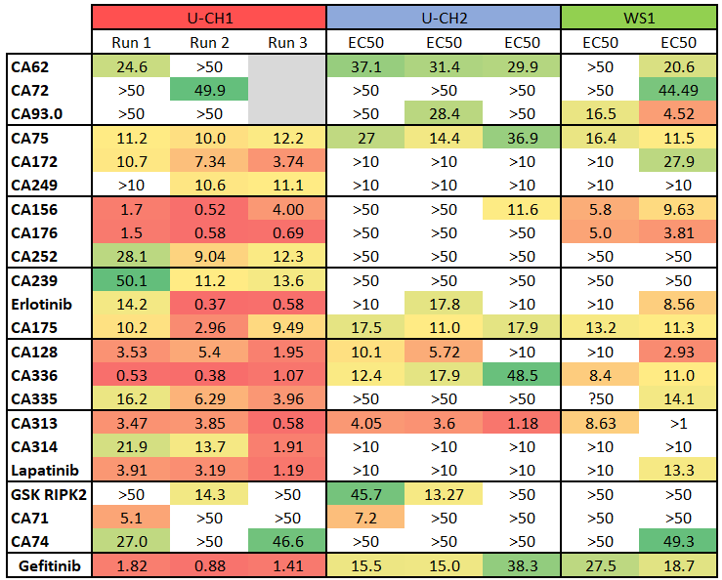 U-CH1 U-CH2 WS1
Run 1 Run 2 Run 3 EC50 EC50 EC50 EC50 EC50
CA62 24.6 >50 37.1 31.4 29.9 >50 20.6
CA72 >50 49.9 >50 >50 >50 >50 44.49
CA93.0 >50 >50 >50 28.4 >50 16.5 4.52
CA75 11.2 10.0 12.2 27 14.4 36.9 16.4 11.5
CA172 10.7 7.34 3.74 >10 >10 >10 >10 27.9
CA249 >10 10.6 11.1 >10 >10 >10 >10 >10
CA156 1.7 0.52 4.00 >50 >50 11.6 5.8 9.63
CA176 1.5 0.58 0.69 >50 >50 >50 5.0 3.81
CA252 28.1 9.04 12.3 >50 >50 >50 >50 >50
CA239 50.1 11.2 13.6 >50 >50 >50 >50 >50
Erlotinib 14.2 0.37 0.58 >10 17.8 >10 >10 8.56
CA175 10.2 2.96 9.49 17.5 11.0 17.9 13.2 11.3
CA128 3.53 5.4 1.95 10.1 5.72 >10 >10 2.93
CA336 0.53 0.38 1.07 12.4 17.9 48.5 8.4 11.0
CA335 16.2 6.29 3.96 >50 >50 >50 ?50 14.1
CA313 3.47 3.85 0.58 4.05 3.6 1.18 8.63 >1
CA314 21.9 13.7 1.91 >10 >10 >10 >10 >10
Lapatinib 3.91 3.19 1.19 >10 >10 >10 >10 13.3
GSK RIPK2 >50 14.3 >50 45.7 13.27 >50 >50 >50
CA71 5.1 >50 >50 7.2 >50 >50 >50 >50
CA74 27.0 >50 46.6 >50 >50 >50 >50 49.3
Gefitinib 1.82 0.88 1.41 15.5 15.0 38.3 27.5 18.7